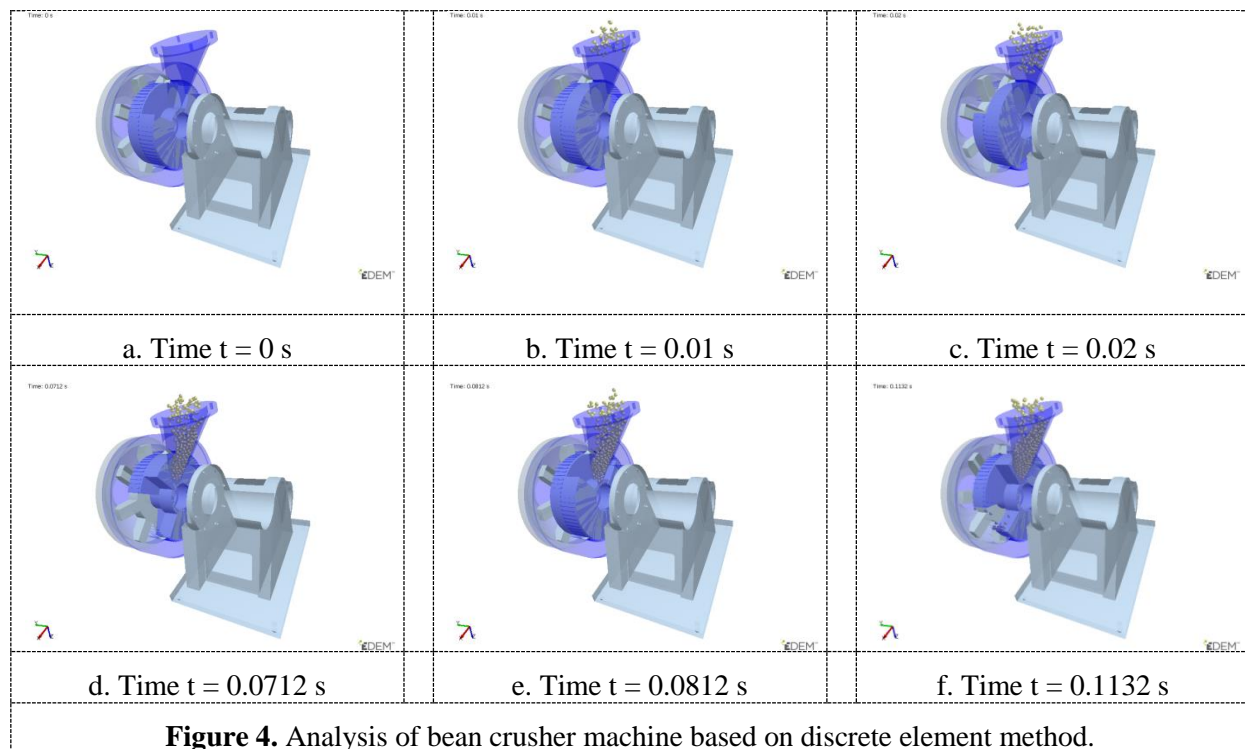 Time: 0 s
Time: 0.01 s
Time: 0.02 s
EDEM
EDEM
EDEM
a. Time t = 0 s
b. Time t = 0.01 s
c. Time t = 0.02 s
Time: 0.0712 s
Time: 0.0812 s
Time: 0.1132 s
EDEM
EDEM
EDEM
d. Time t = 0.0712 s
e. Time t = 0.0812 s
f. Time t = 0.1132 s
Figure 4. Analysis of bean crusher machine based on discrete element method.